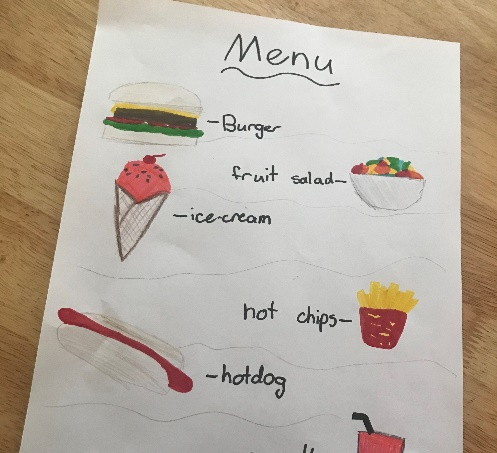 Menu
-Burger
fruit salad-
-ice-cream
hot chips-
-hotdog